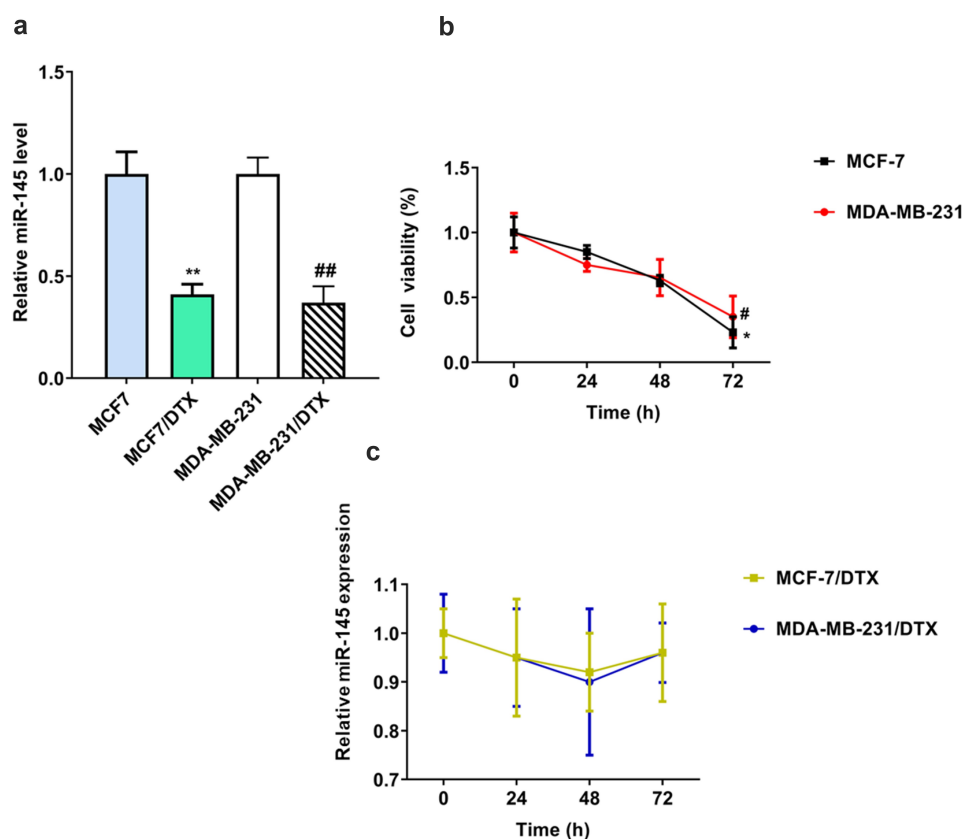 a
Relative miR-145 level
1.5
1.0
0.5
0.0
**
##
MCF7
MCF7/DTX
MDA-MB-231
MDA-MB-231/DTX
b
Cell viability (%)
1.5
1.0
0.5
0.0
#
*
0 24 48 72
Time (h)
MCF-7
MDA-MB-231
c
Relative miR-145 expression
1.1
1.0
0.9
0.8
0.7
0 24 48 72
Time (h)
MCF-7/DTX
MDA-MB-231/DTX